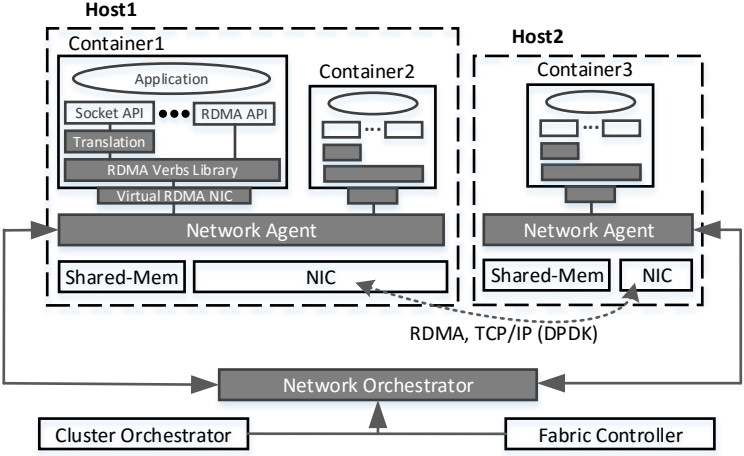 Host1
Container1
Application
Socket API ●●● RDMA API
Translation
RDMA Verbs Library
Virtual RDMA NIC
Container2
...
Network Agent
Shared-Mem
NIC
Host2
Container3
...
Network Agent
Shared-Mem
NIC
RDMA, TCP/IP (DPDK)
Network Orchestrator
Cluster Orchestrator
Fabric Controller